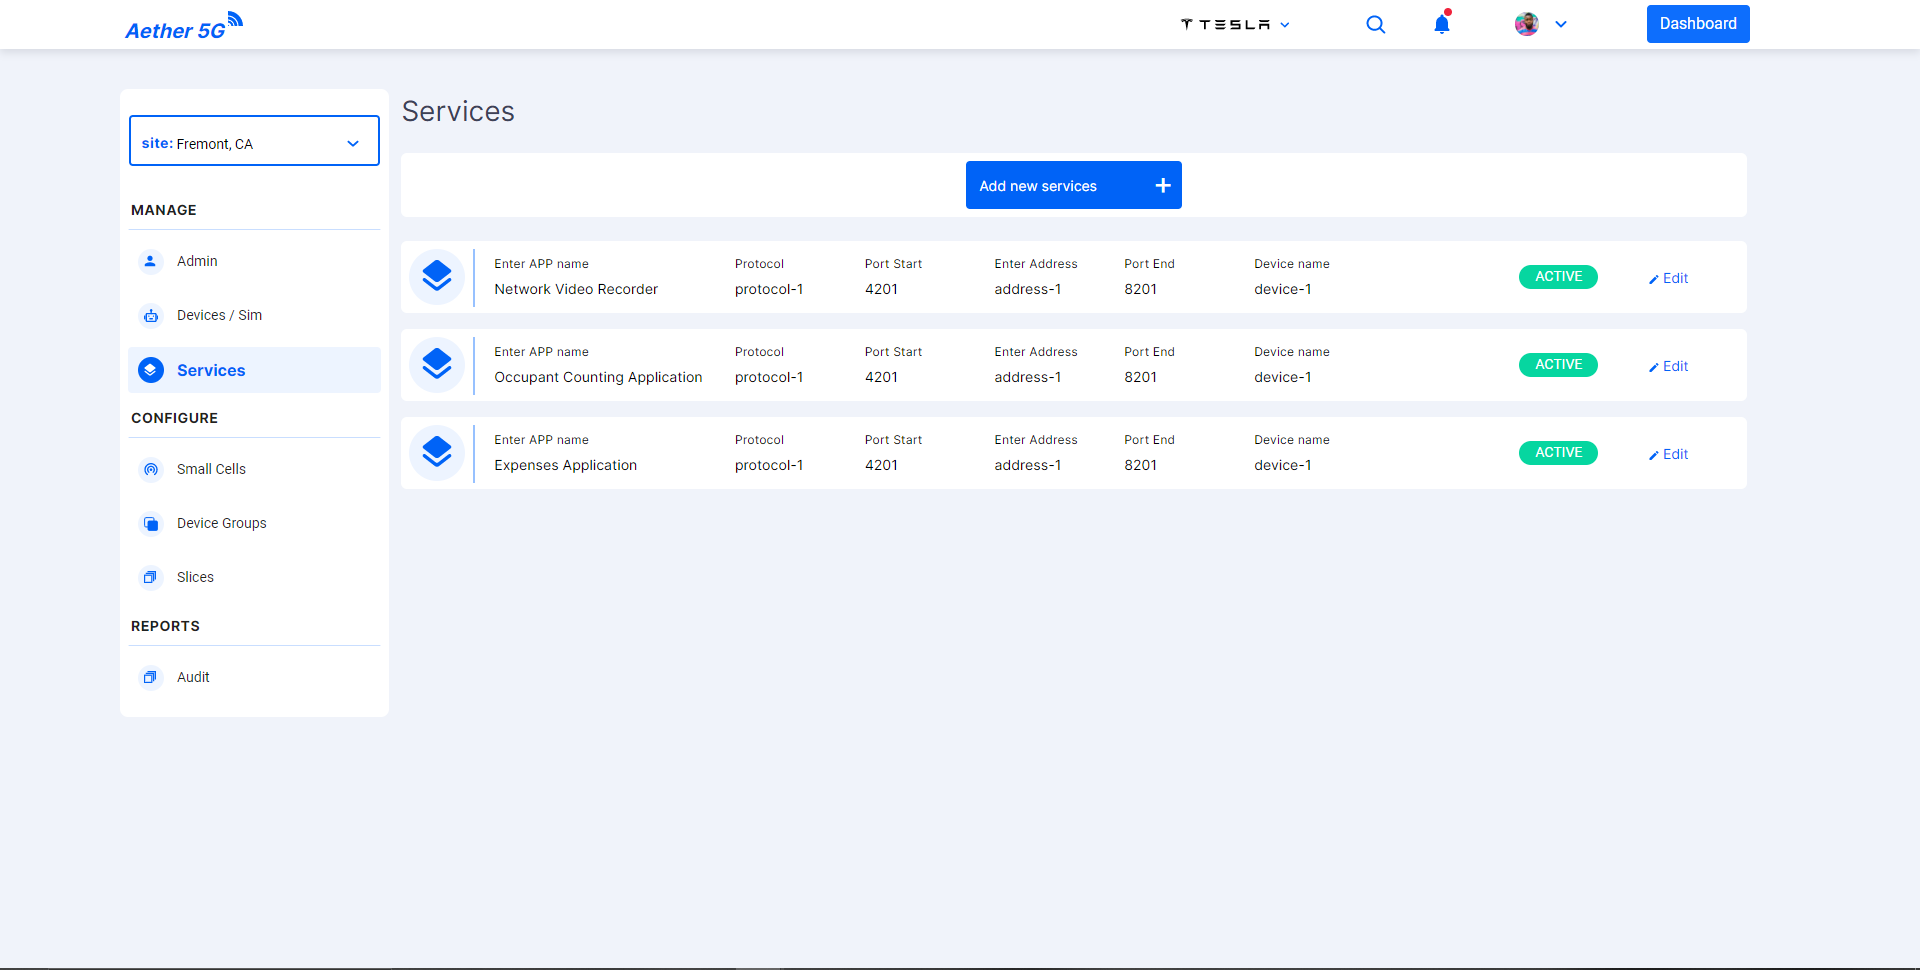 Aether 5G
TESLA
Dashboard
site: Fremont, CA
MANAGE
Admin
Devices / Sim
Services
CONFIGURE
Small Cells
Device Groups
Slices
REPORTS
Audit
Services
Add new services
Enter APP name Protocol Port Start Enter Address Port End Device name
Network Video Recorder protocol-1 4201 address-1 8201 device-1
ACTIVE Edit
Enter APP name Protocol Port Start Enter Address Port End Device name
Occupant Counting Application protocol-1 4201 address-1 8201 device-1
ACTIVE Edit
Enter APP name Protocol Port Start Enter Address Port End Device name
Expenses Application protocol-1 4201 address-1 8201 device-1
ACTIVE Edit